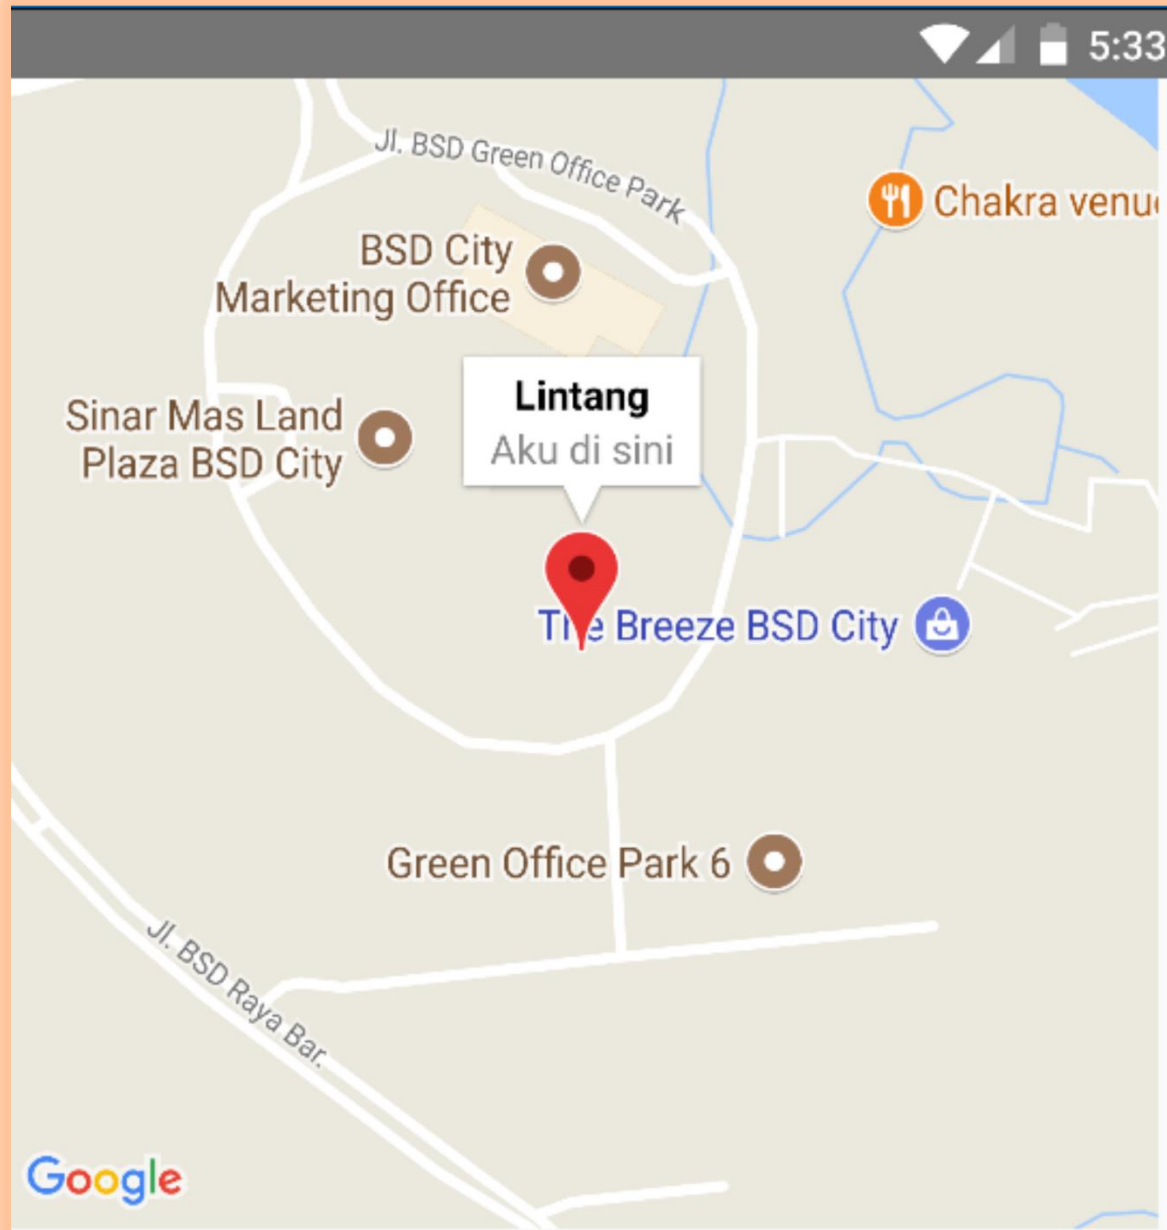 5:33
Jl. BSD Green Office Park
Chakra
BSD City
Marketing Office
Lintang
Aku di sini
Sinar Mas Land
Plaza BSD City
The Breeze BSD City
Green Office Park 6
Jl. BSD Raya Bar.
Google